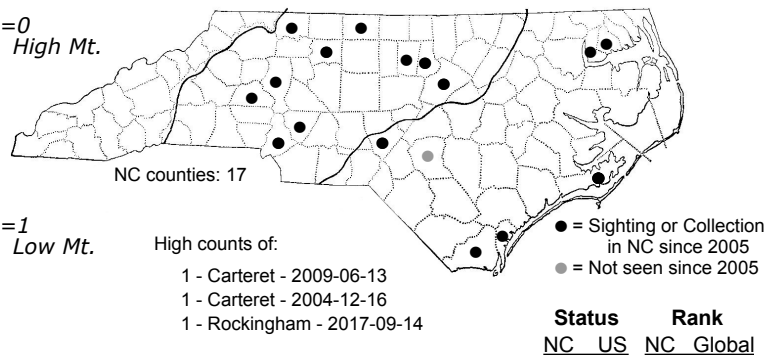 =0
High Mt.
NC counties: 17
=1
Low Mt.
High counts of:
1 - Carteret - 2009-06-13
1 - Carteret - 2004-12-16
1 - Rockingham - 2017-09-14
= Sighting or Collection
in NC since 2005
= Not seen since 2005
Status Rank
NC US NC Global